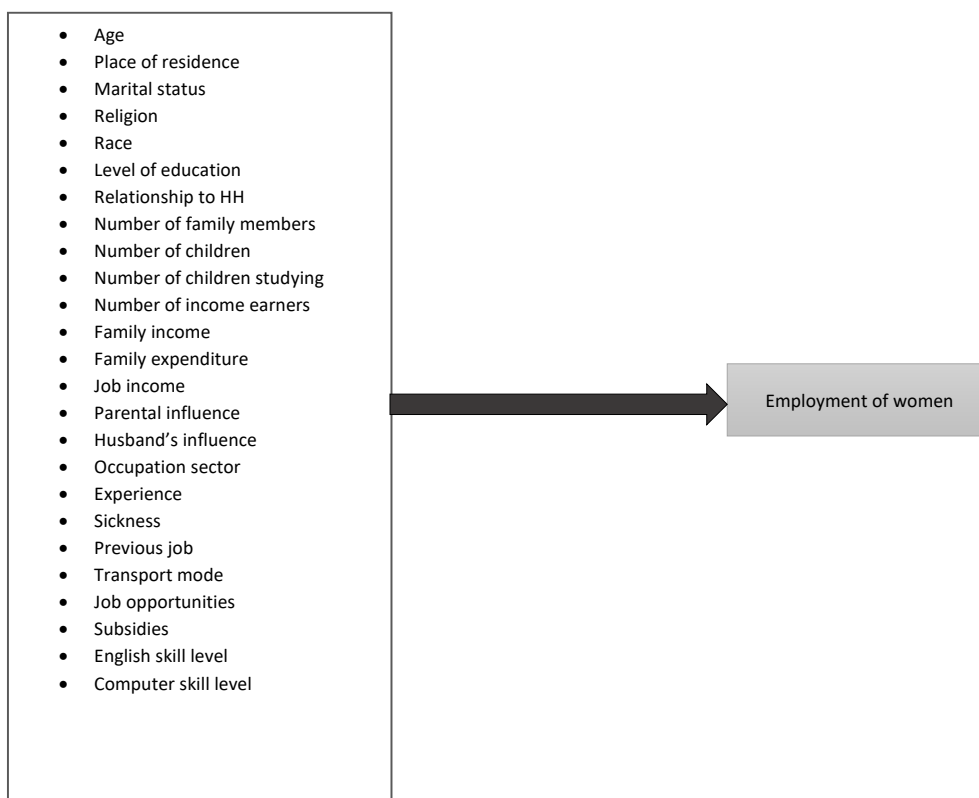 • Age
• Place of residence
• Marital status
• Religion
• Race
• Level of education
• Relationship to HH
• Number of family members
• Number of children
• Number of children studying
• Number of income earners
• Family income
• Family expenditure
• Job income
• Parental influence
• Husband’s influence
• Occupation sector
• Experience
• Sickness
• Previous job
• Transport mode
• Job opportunities
• Subsidies
• English skill level
• Computer skill level
Employment of women